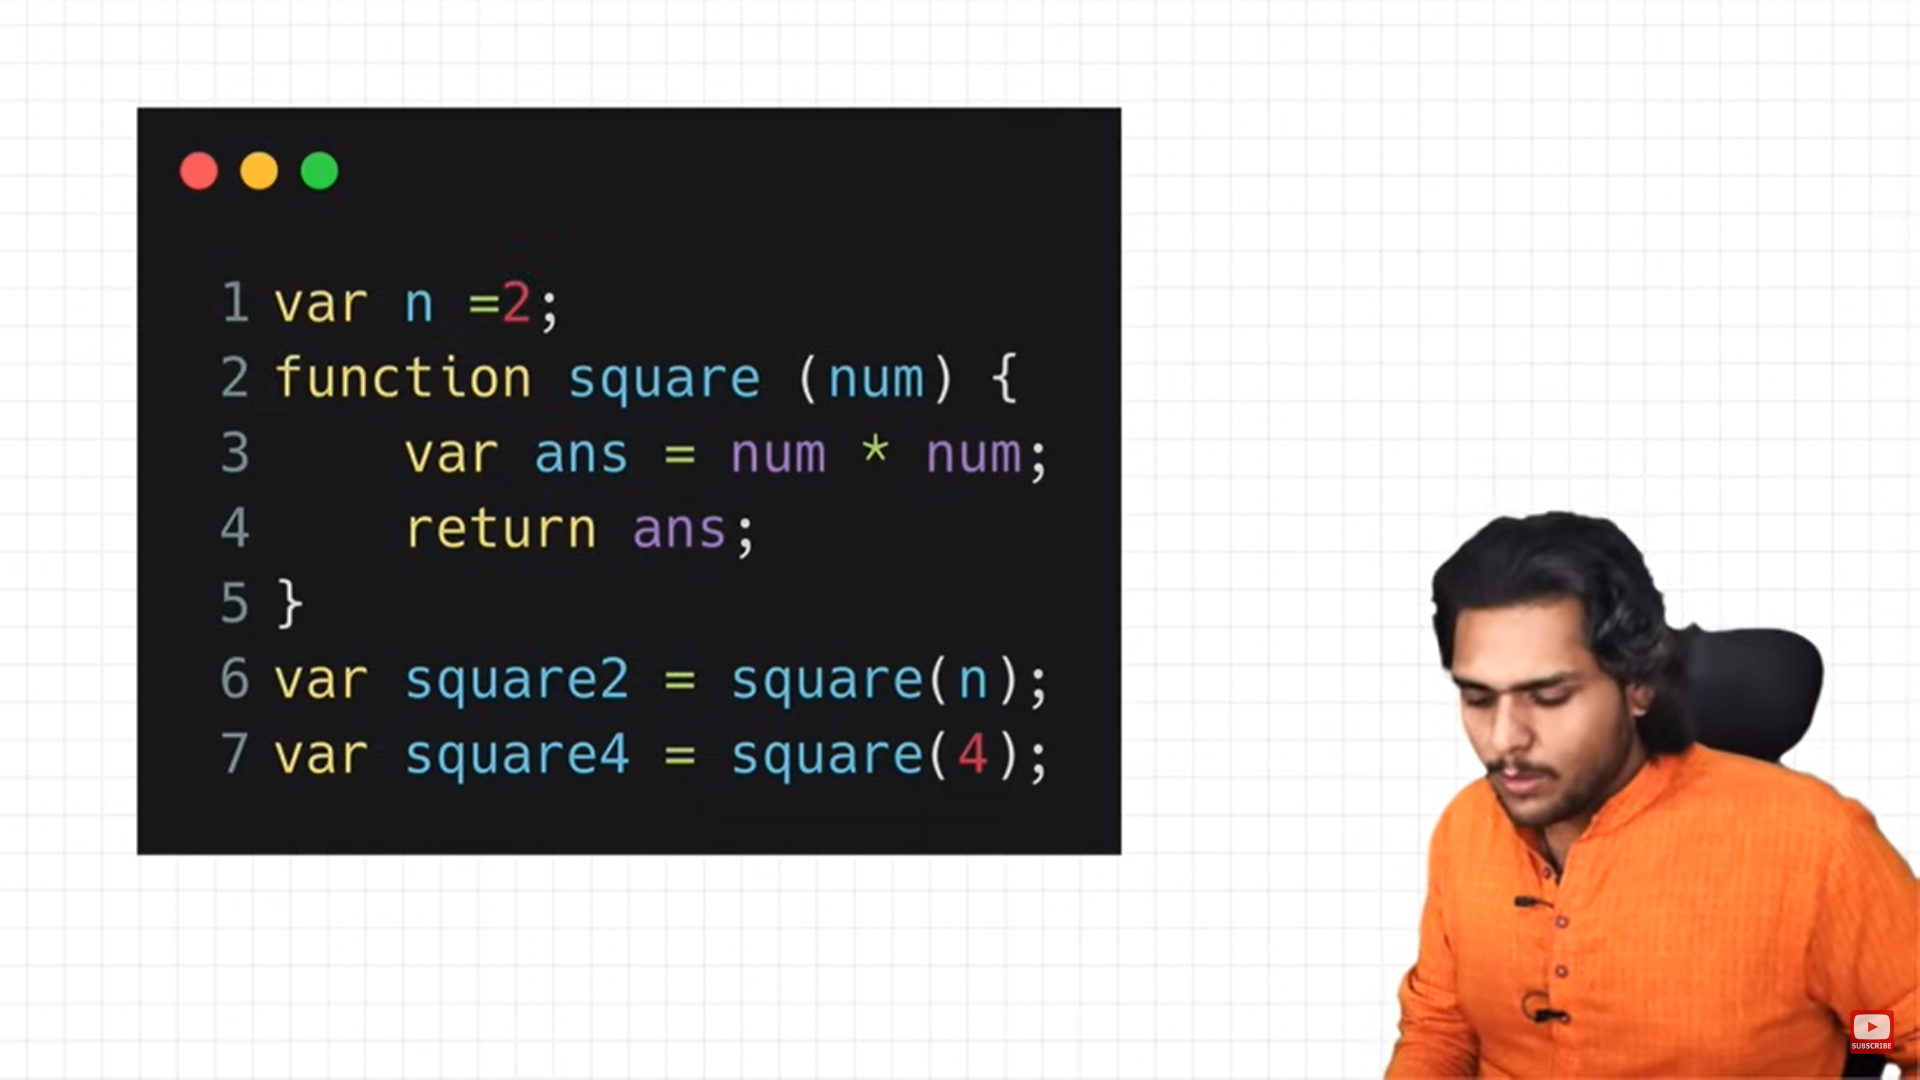 1 var n =2;
2 function square (num) {
3     var ans = num * num;
4     return ans;
5 }
6 var square2 = square(n);
7 var square4 = square(4);
SUBSCRIBE